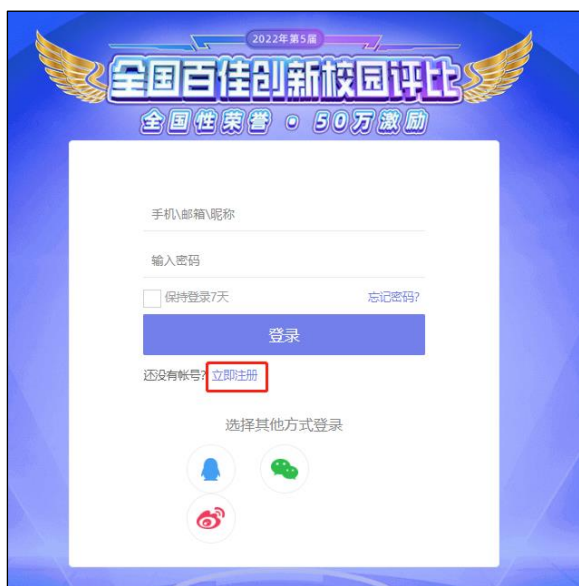 2022年第5届
全国百佳创新校园评比
全国性荣誉 • 50万激励
手机\邮箱\昵称
输入密码
保持登录7天 忘记密码?
登录
还没有帐号? 立即注册
选择其他方式登录